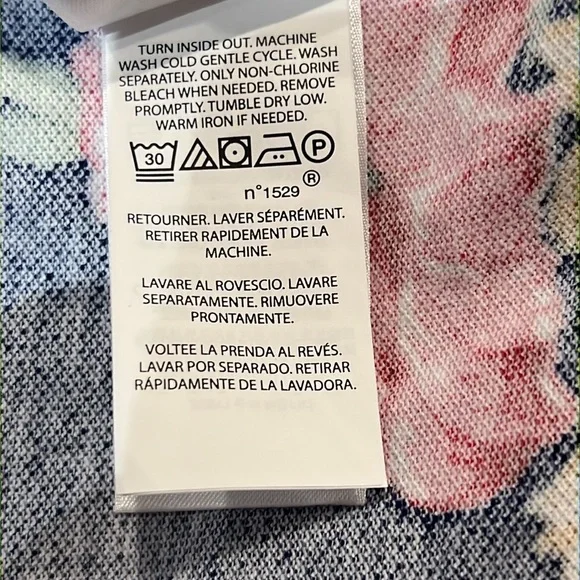 TURN INSIDE OUT. MACHINE
WASH COLD GENTLE CYCLE. WASH
SEPARATELY. ONLY NON-CHLORINE
BLEACH WHEN NEEDED. REMOVE
PROMPTLY. TUMBLE DRY LOW.
WARM IRON IF NEEDED.
30 P
n°1529 ®
RETOURNER. LAVER SÉPARÉMENT.
RETIRER RAPIDEMENT DE LA
MACHINE.
LAVARE AL ROVESCIO. LAVARE
SEPARATAMENTE. RIMUOVERE
PRONTAMENTE.
VOLTEE LA PRENDA AL REVÉS.
LAVAR POR SEPARADO. RETIRAR
RÁPIDAMENTE DE LA LAVADORA.